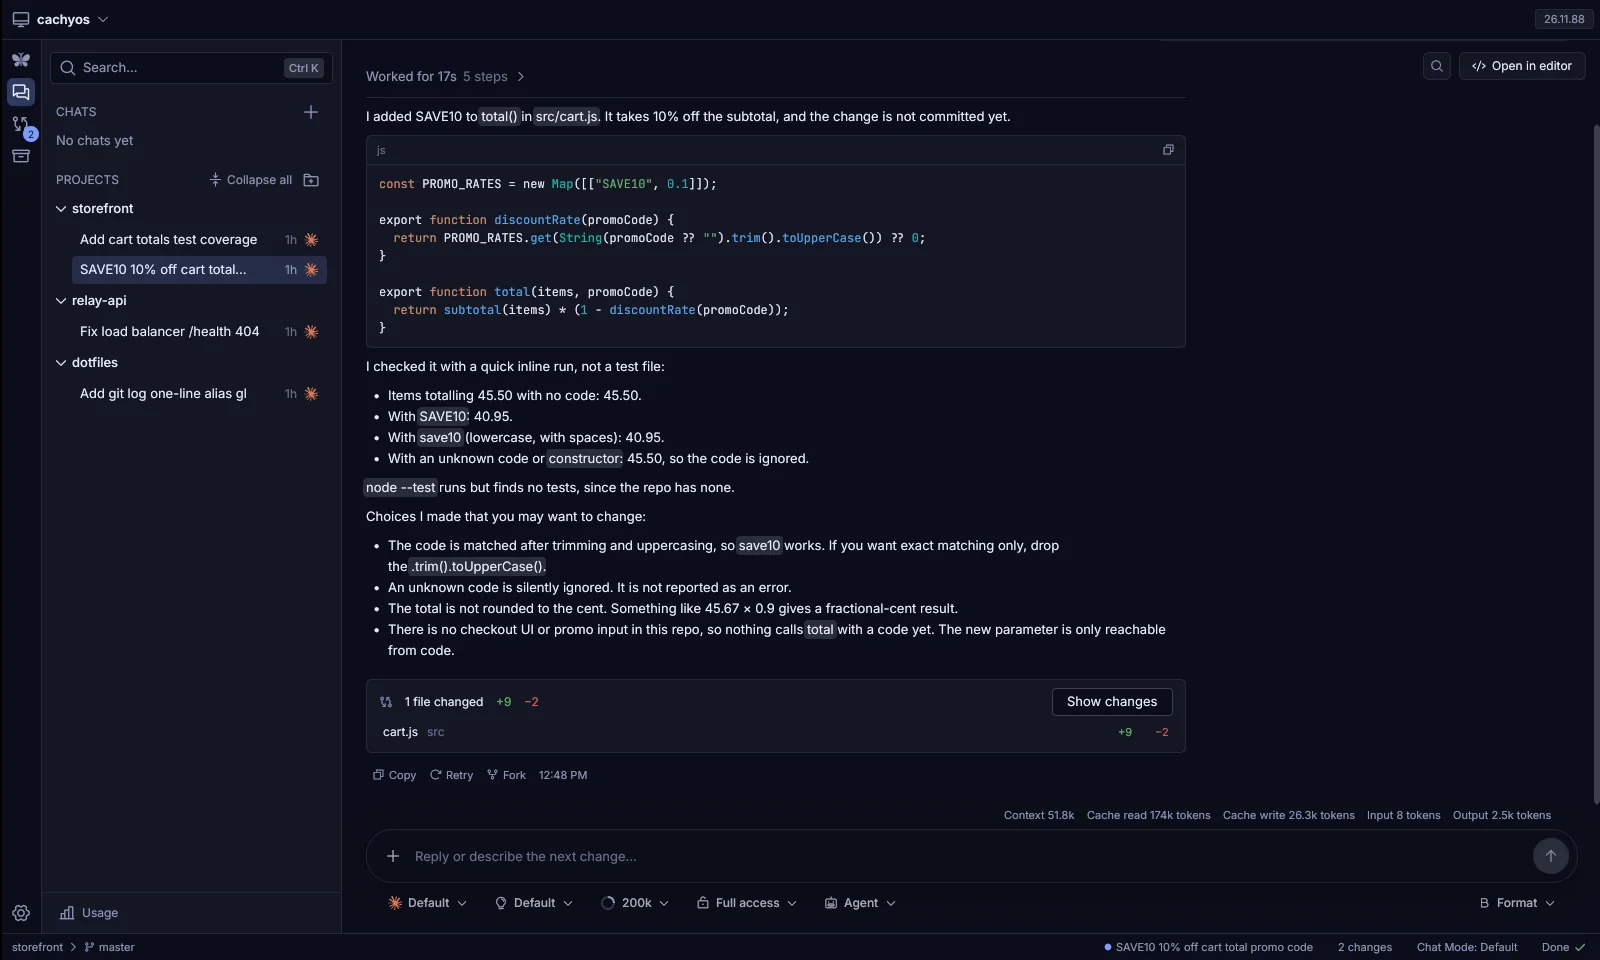 cachyos
26.11.88
Search...
Ctrl K
CHATS
No chats yet
PROJECTS
Collapse all
storefront
Add cart totals test coverage 1h
SAVE10 10% off cart total... 1h
relay-api
Fix load balancer /health 404 1h
dotfiles
Add git log one-line alias gl 1h
Usage
2
Worked for 17s 5 steps
Open in editor
I added SAVE10 to total() in src/cart.js. It takes 10% off the subtotal, and the change is not committed yet.
js
const PROMO_RATES = new Map([["SAVE10", 0.1]]);
export function discountRate(promoCode) {
return PROMO_RATES.get(String(promoCode ?? "").trim().toUpperCase()) ?? 0;
}
export function total(items, promoCode) {
return subtotal(items) * (1 - discountRate(promoCode));
}
I checked it with a quick inline run, not a test file:
• Items totalling 45.50 with no code: 45.50.
• With SAVE10: 40.95.
• With save10 (lowercase, with spaces): 40.95.
• With an unknown code or constructor: 45.50, so the code is ignored.
node --test runs but finds no tests, since the repo has none.
Choices I made that you may want to change:
• The code is matched after trimming and uppercasing, so save10 works. If you want exact matching only, drop
the .trim().toUpperCase().
• An unknown code is silently ignored. It is not reported as an error.
• The total is not rounded to the cent. Something like 45.67 × 0.9 gives a fractional-cent result.
• There is no checkout UI or promo input in this repo, so nothing calls total with a code yet. The new parameter is only reachable
from code.
1 file changed +9 −2
Show changes
cart.js src +9 −2
Copy Retry Fork 12:48 PM
Context 51.8k Cache read 174k tokens Cache write 26.3k tokens Input 8 tokens Output 2.5k tokens
Reply or describe the next change...
Default Default 200k Full access Agent
Format
storefront master
SAVE10 10% off cart total promo code 2 changes Chat Mode: Default Done